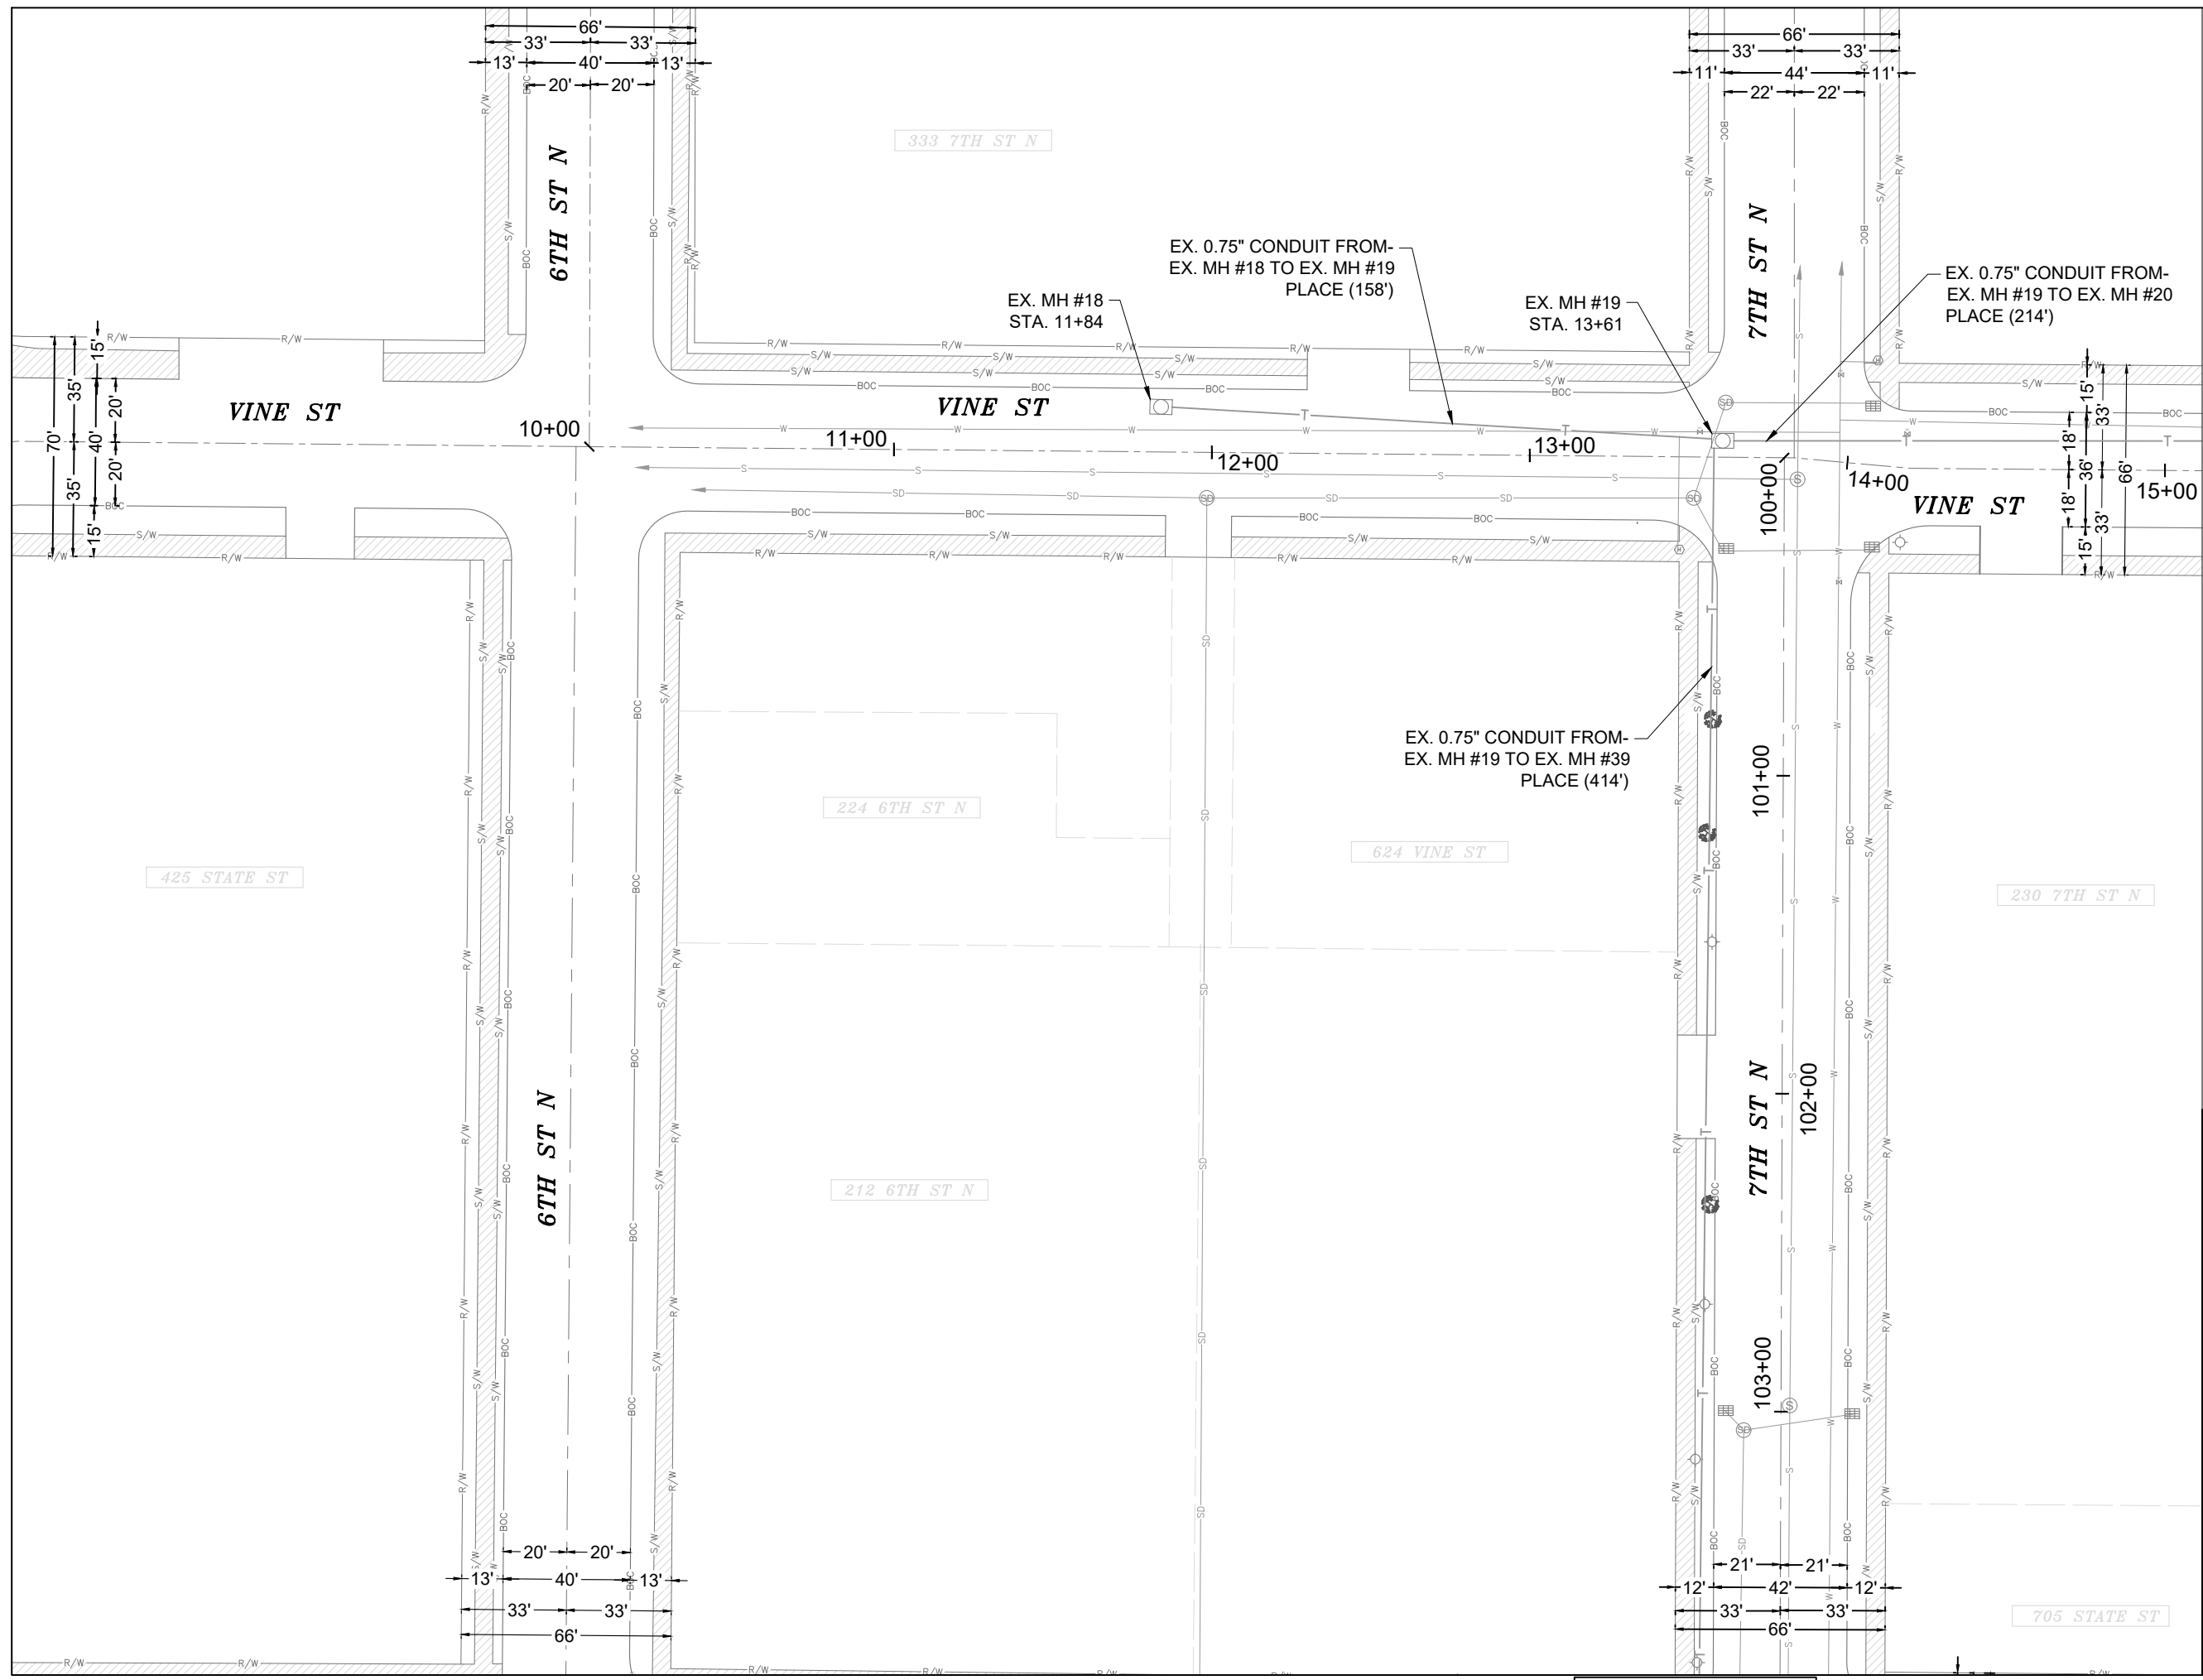 66'
33'
33'
13'
40'
13'
20'
20'
66'
33'
33'
11'
44'
11'
22'
22'
333 7TH ST N
6TH ST N
7TH ST N
EX. 0.75" CONDUIT FROM-
EX. MH #18 TO EX. MH #19
PLACE (158')
EX. MH #18
STA. 11+84
EX. MH #19
STA. 13+61
EX. 0.75" CONDUIT FROM-
EX. MH #19 TO EX. MH #20
PLACE (214')
15'
35'
70'
40'
20'
20'
35'
15'
VINE ST
VINE ST
10+00
11+00
12+00
13+00
100+00
14+00
15+00
VINE ST
15'
33'
18'
36'
66'
18'
33'
15'
R/W
S/W
BOC
W
S
SD
T
EX. 0.75" CONDUIT FROM-
EX. MH #19 TO EX. MH #39
PLACE (414')
101+00
224 6TH ST N
624 VINE ST
425 STATE ST
230 7TH ST N
6TH ST N
7TH ST N
102+00
212 6TH ST N
103+00
20'
20'
13'
40'
13'
33'
33'
66'
21'
21'
12'
42'
12'
33'
33'
66'
705 STATE ST